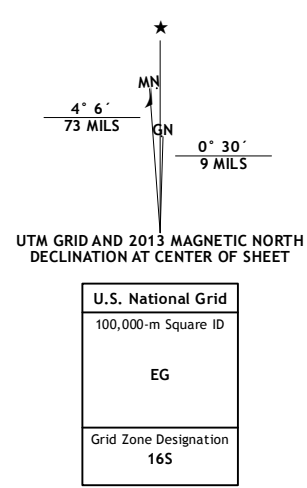 MN
4° 6´
73 MILS
GN
0° 30´
9 MILS
UTM GRID AND 2013 MAGNETIC NORTH
DECLINATION AT CENTER OF SHEET
U.S. National Grid
100,000-m Square ID
EG
Grid Zone Designation
16S